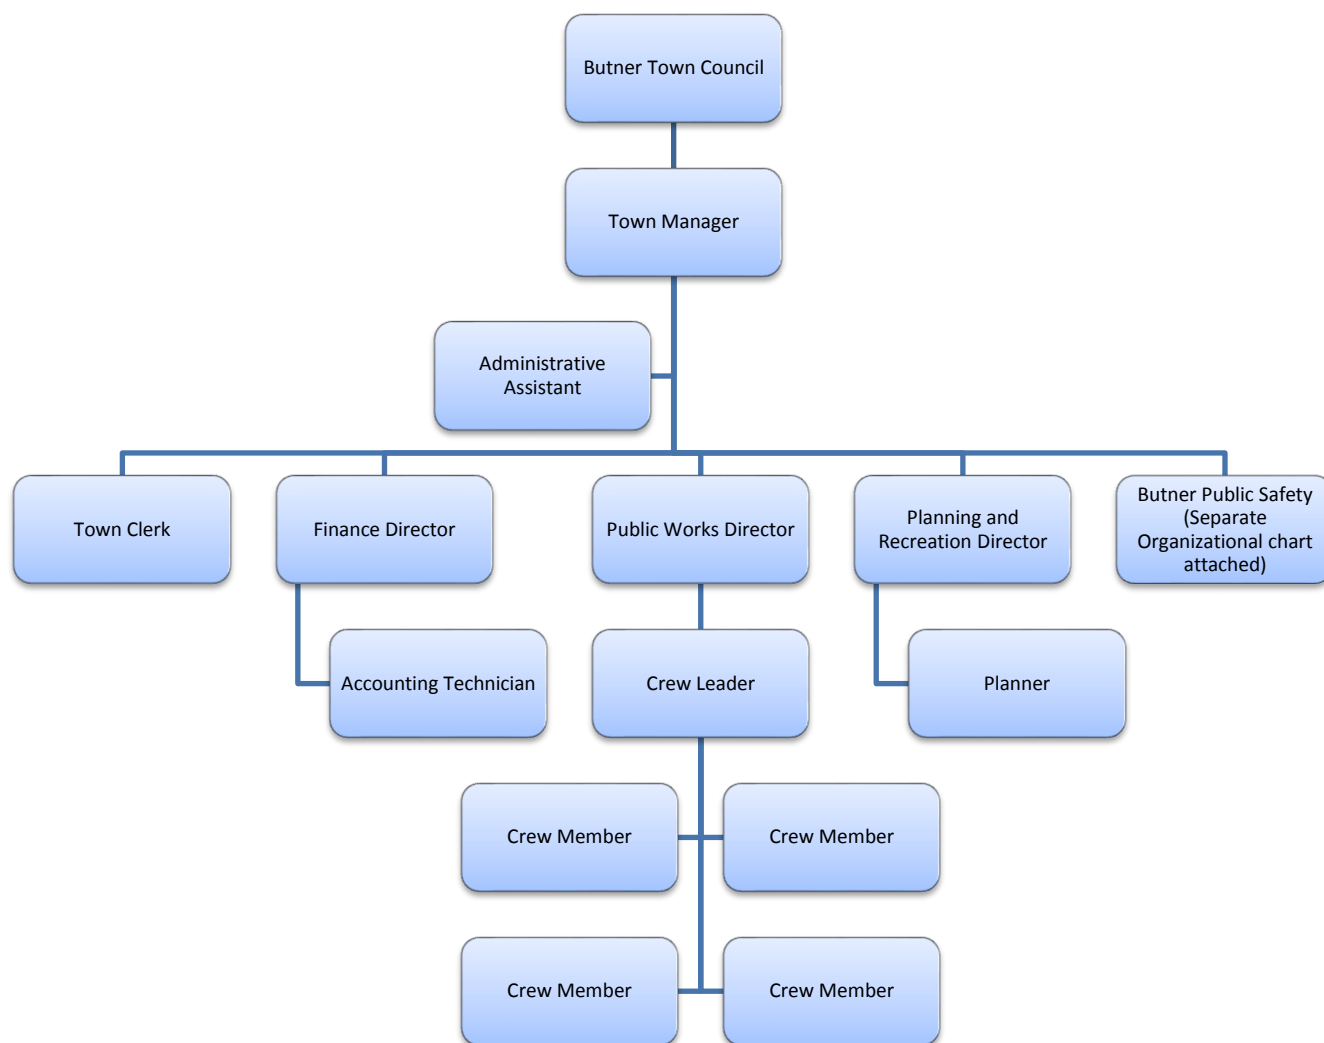 Butner Town Council
Town Manager
Administrative
Assistant
Town Clerk
Finance Director
Public Works Director
Planning and
Recreation Director
Butner Public Safety
(Separate
Organizational chart
attached)
Accounting Technician
Crew Leader
Planner
Crew Member
Crew Member
Crew Member
Crew Member